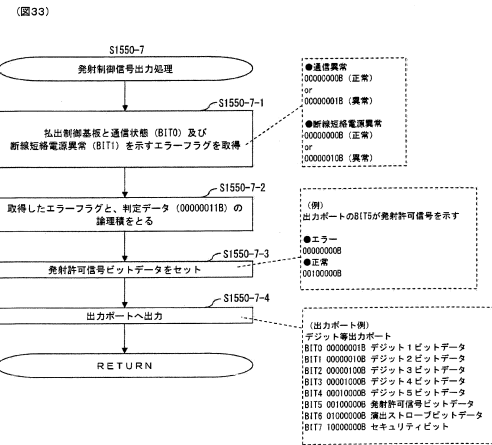 (図33)
S1550-7
発射制御信号出力処理
S1550-7-1
払出制御基板と通信状態(BIT0)及び
断線短絡電源異常(BIT1)を示すエラーフラグを取得
●通信異常
00000000B(正常)
or
00000001B(異常)
●断線短絡電源異常
00000000B(正常)
or
00000010B(異常)
S1550-7-2
取得したエラーフラグと、判定データ(00000011B)の
論理積をとる
(例)
出力ポートのBIT5が発射許可信号を示す
●エラー
00000000B
●正常
00100000B
S1550-7-3
発射許可信号ビットデータをセット
S1550-7-4
出力ポートへ出力
(出力ポート例)
デジット等出力ポート
BIT0 00000001B デジット1ビットデータ
BIT1 00000010B デジット2ビットデータ
BIT2 00000100B デジット3ビットデータ
BIT3 00001000B デジット4ビットデータ
BIT4 00010000B デジット5ビットデータ
BIT5 00100000B 発射許可信号ビットデータ
BIT6 01000000B 演出ストローブビットデータ
BIT7 10000000B セキュリティビット
RETURN